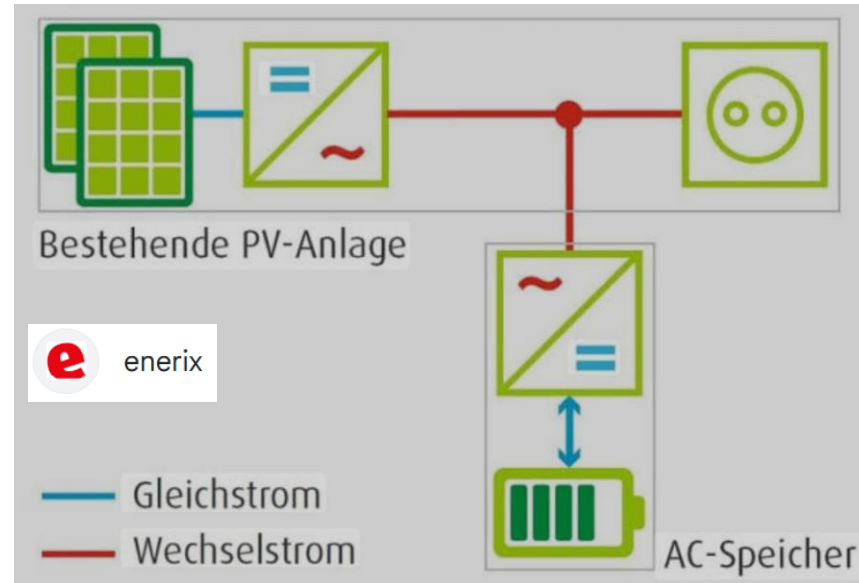 Bestehende PV-Anlage
e enerix
Gleichstrom
Wechselstrom
AC-Speicher